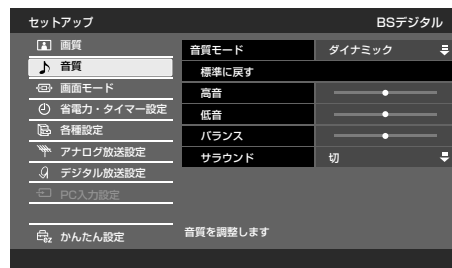 セットアップ
BSデジタル
画質
音質
画面モード
省電力・タイマー設定
各種設定
アナログ放送設定
デジタル放送設定
PC入力設定
かんたん設定
音質モード ダイナミック
標準に戻す
高音
低音
バランス
サラウンド 切
音質を調整します